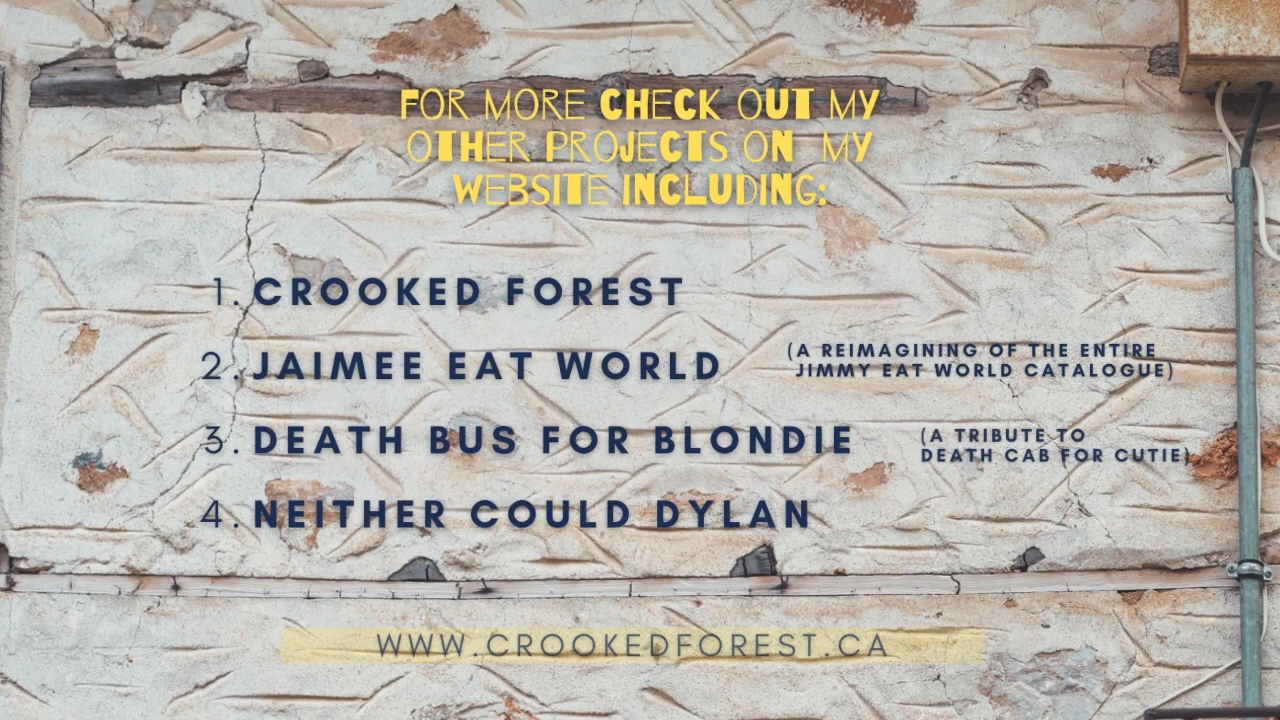 FOR MORE CHECK OUT MY
OTHER PROJECTS ON MY
WEBSITE INCLUDING:
1. CROOKED FOREST
2. JAIMEE EAT WORLD
(A REIMAGINING OF THE ENTIRE
JIMMY EAT WORLD CATALOGUE)
3. DEATH BUS FOR BLONDIE
(A TRIBUTE TO
DEATH CAB FOR CUTIE)
4. NEITHER COULD DYLAN
WWW.CROOKEDFOREST.CA